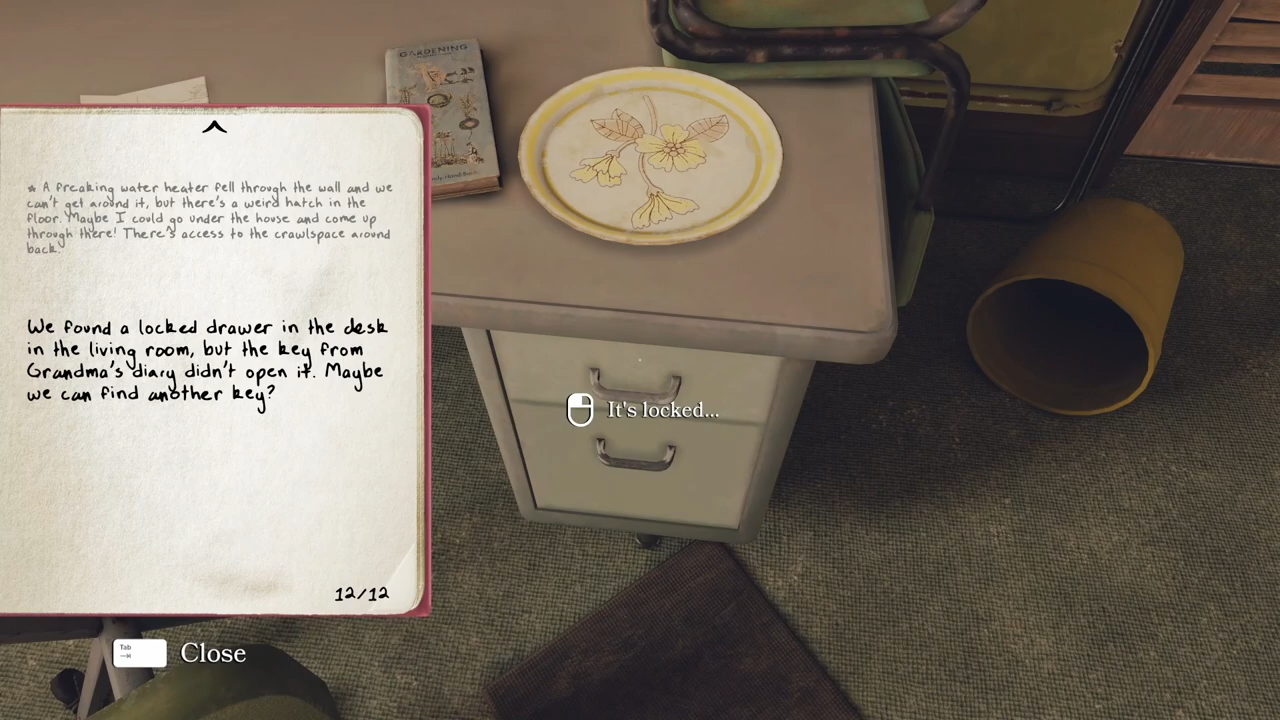 GARDENING
* A freaking water heater fell through the wall and we
can't get around it, but there's a weird hatch in the
floor. Maybe I could go under the house and come up
through there! There's access to the crawlspace around
back.
We found a locked drawer in the desk
in the living room, but the key from
Grandma's diary didn't open it. Maybe
we can find another key?
It's locked...
12/12
Tab
Close